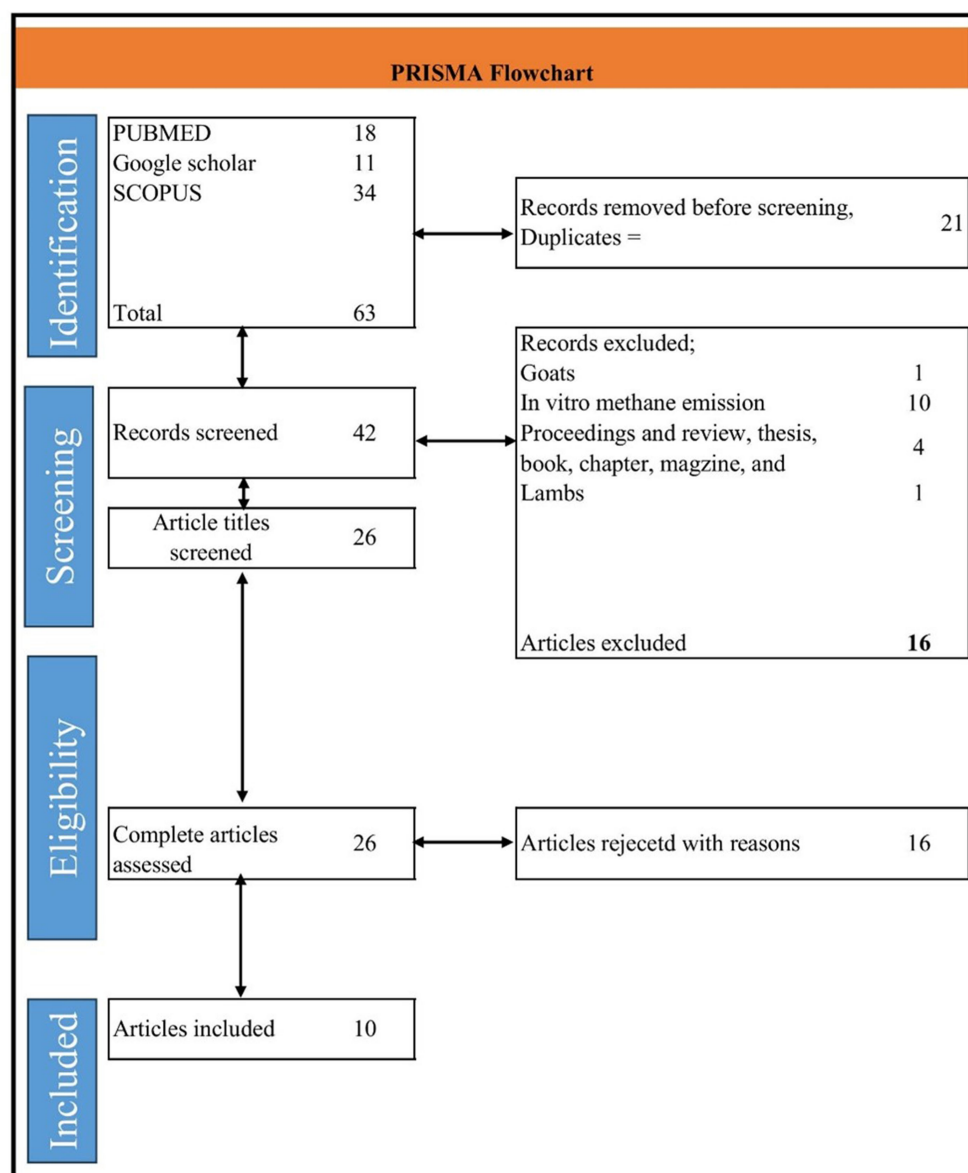 PRISMA Flowchart
Identification
PUBMED 18
Google scholar 11
SCOPUS 34
Total 63
Records removed before screening,
Duplicates = 21
Screening
Records screened 42
Article titles
screened 26
Records excluded;
Goats 1
In vitro methane emission 10
Proceedings and review, thesis,
book, chapter, magzine, and 4
Lambs 1
Articles excluded 16
Eligibility
Complete articles
assessed 26
Articles rejecetd with reasons 16
Included
Articles included 10